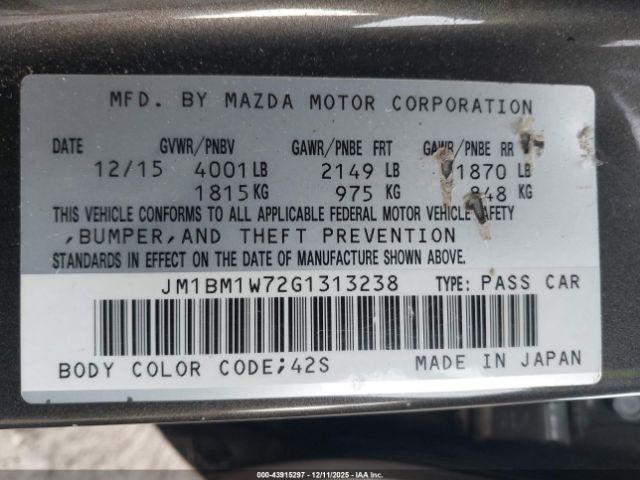 MFD. BY MAZDA MOTOR CORPORATION
DATE GVWR/PNBV GAWR/PNBE FRT GAWR/PNBE RR
12/15 4001 LB 2149 LB 1870 LB
1815 KG 975 KG 848 KG
THIS VEHICLE CONFORMS TO ALL APPLICABLE FEDERAL MOTOR VEHICLE SAFETY
,BUMPER,AND THEFT PREVENTION
STANDARDS IN EFFECT ON THE DATE OF MANUFACTURE SHOWN ABOVE.
JM1BM1W72G1313238 TYPE: PASS CAR
BODY COLOR CODE;42S MADE IN JAPAN
00-43915297 - 12/11/2025 - IAA Inc.